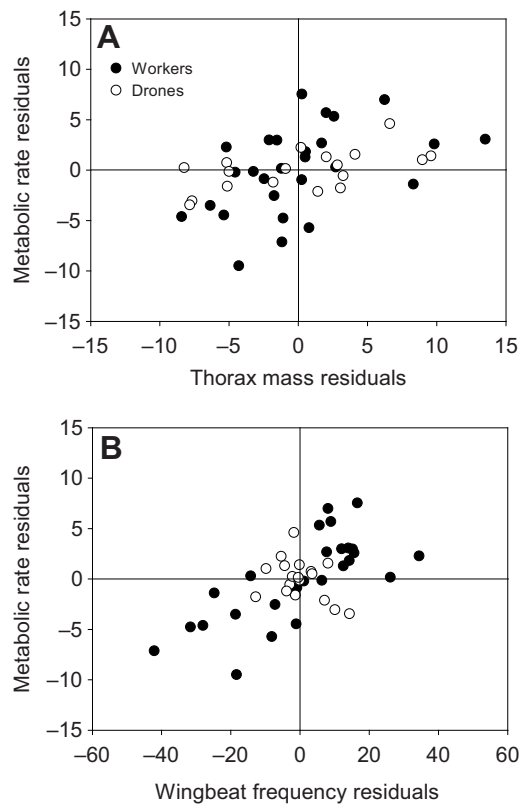 A
Workers
Drones
Metabolic rate residuals
15
10
5
0
–5
–10
–15
–15 –10 –5 0 5 10 15
Thorax mass residuals
B
Metabolic rate residuals
15
10
5
0
–5
–10
–15
–60 –40 –20 0 20 40 60
Wingbeat frequency residuals